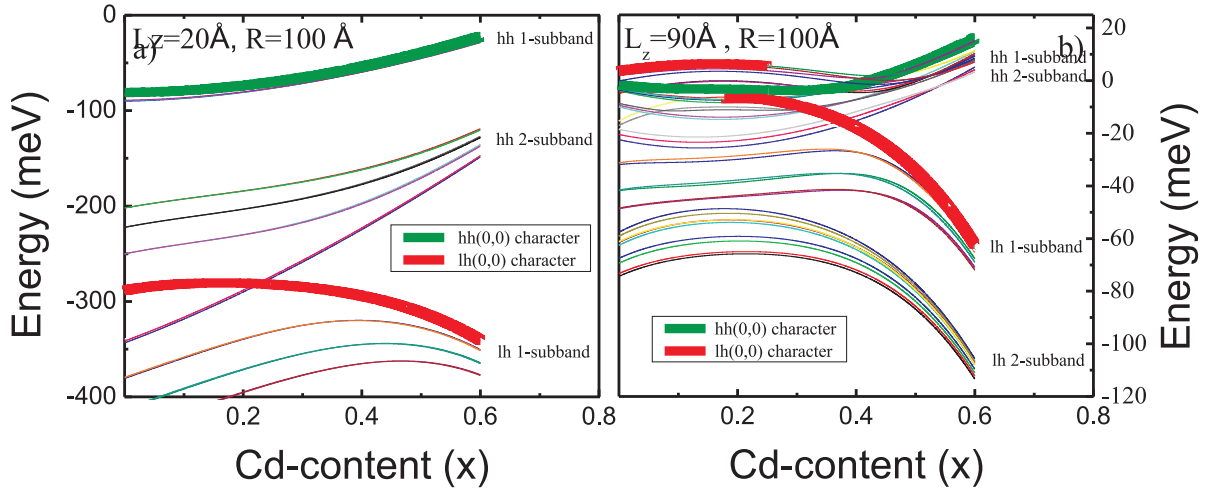 Lz=20Å, R=100 Å
a)
0
-100
-200
-300
-400
Energy (meV)
hh 1-subband
hh 2-subband
hh(0,0) character
lh(0,0) character
lh 1-subband
0.2
0.4
0.6
0.8
Cd-content (x)
L_z=90Å , R=100Å
b)
20
0
-20
-40
-60
-80
-100
-120
Energy (meV)
hh 1-subband
hh 2-subband
lh 1-subband
hh(0,0) character
lh(0,0) character
lh 2-subband
0.2
0.4
0.6
0.8
Cd-content (x)